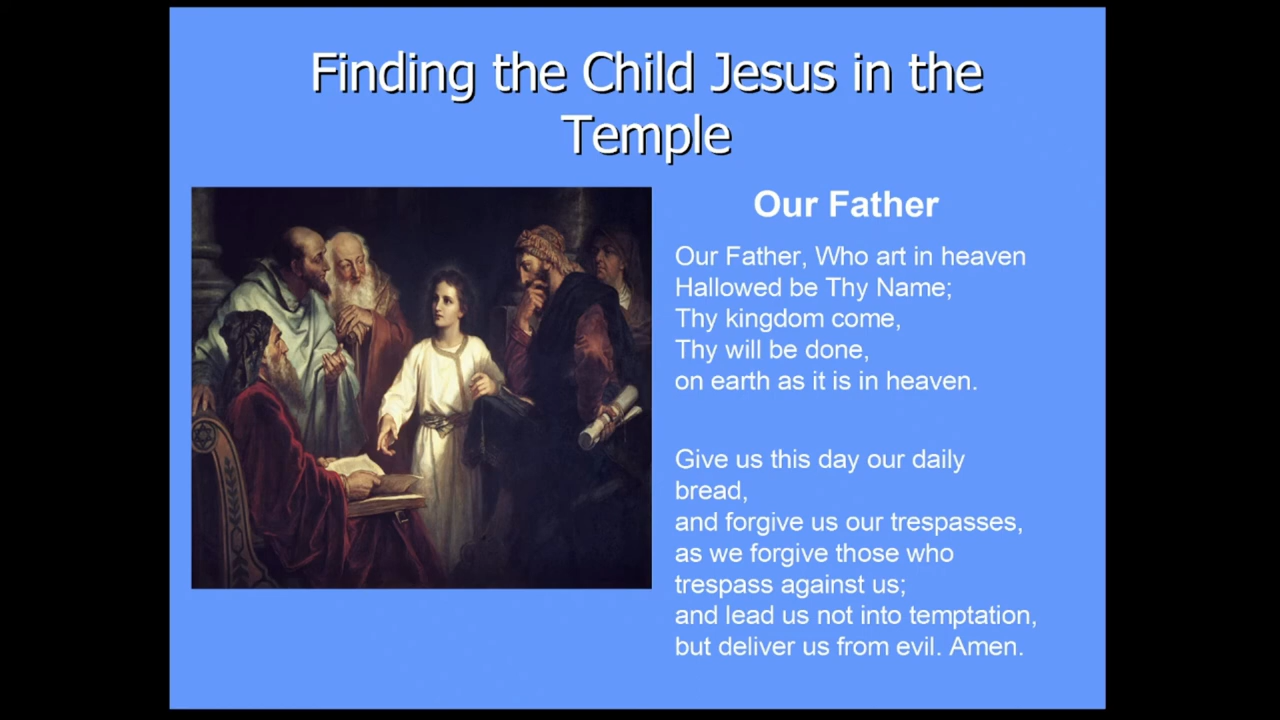 Finding the Child Jesus in the
Temple
Our Father
Our Father, Who art in heaven
Hallowed be Thy Name;
Thy kingdom come,
Thy will be done,
on earth as it is in heaven.
Give us this day our daily
bread,
and forgive us our trespasses,
as we forgive those who
trespass against us;
and lead us not into temptation,
but deliver us from evil. Amen.